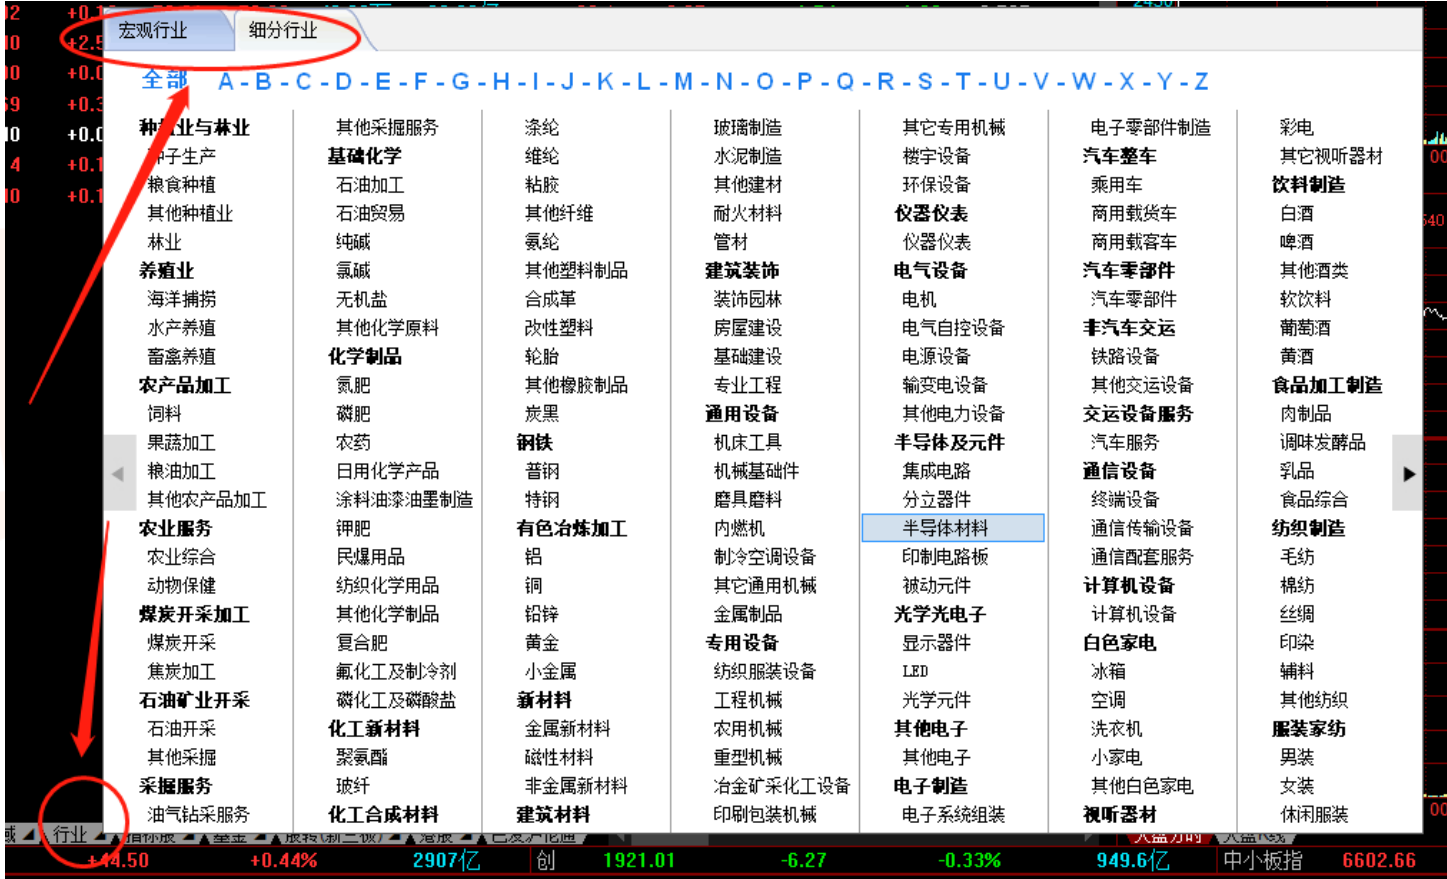 宏观行业 细分行业
全部 A - B - C - D - E - F - G - H - I - J - K - L - M - N - O - P - Q - R - S - T - U - V - W - X - Y - Z
种植业与林业
种子生产
粮食种植
其他种植业
林业
养殖业
海洋捕捞
水产养殖
畜禽养殖
农产品加工
饲料
果蔬加工
粮油加工
其他农产品加工
农业服务
农业综合
动物保健
煤炭开采加工
煤炭开采
焦炭加工
石油矿业开采
石油开采
其他采掘
采掘服务
油气钻采服务
其他采掘服务
基础化学
石油加工
石油贸易
纯碱
氯碱
无机盐
其他化学原料
化学制品
氮肥
磷肥
农药
日用化学产品
涂料油漆油墨制造
钾肥
民爆用品
纺织化学用品
其他化学制品
复合肥
氟化工及制冷剂
磷化工及磷酸盐
化工新材料
聚氨酯
玻纤
化工合成材料
涤纶
维纶
粘胶
其他纤维
氨纶
其他塑料制品
合成革
改性塑料
轮胎
其他橡胶制品
炭黑
钢铁
普钢
特钢
有色冶炼加工
铝
铜
铅锌
黄金
小金属
新材料
金属新材料
磁性材料
非金属新材料
建筑材料
玻璃制造
水泥制造
其他建材
耐火材料
管材
建筑装饰
装饰园林
房屋建设
基础建设
专业工程
通用设备
机床工具
机械基础件
磨具磨料
内燃机
制冷空调设备
其它通用机械
金属制品
专用设备
纺织服装设备
工程机械
农用机械
重型机械
冶金矿采化工设备
印刷包装机械
其它专用机械
楼宇设备
环保设备
仪器仪表
仪器仪表
电气设备
电机
电气自控设备
电源设备
输变电设备
其他电力设备
半导体及元件
集成电路
分立器件
半导体材料
印制电路板
被动元件
光学光电子
显示器件
LED
光学元件
其他电子
其他电子
电子制造
电子系统组装
电子零部件制造
汽车整车
乘用车
商用载货车
商用载客车
汽车零部件
汽车零部件
非汽车交运
铁路设备
其他交运设备
交运设备服务
汽车服务
通信设备
终端设备
通信传输设备
通信配套服务
计算机设备
计算机设备
白色家电
冰箱
空调
洗衣机
小家电
其他白色家电
视听器材
彩电
其它视听器材
饮料制造
白酒
啤酒
其他酒类
软饮料
葡萄酒
黄酒
食品加工制造
肉制品
调味发酵品
乳品
食品综合
纺织制造
毛纺
棉纺
丝绸
印染
辅料
其他纺织
服装家纺
男装
女装
休闲服装
行业
+44.50 +0.44% 2907亿 创 1921.01 -6.27 -0.33% 949.6亿 中小板指 6602.66